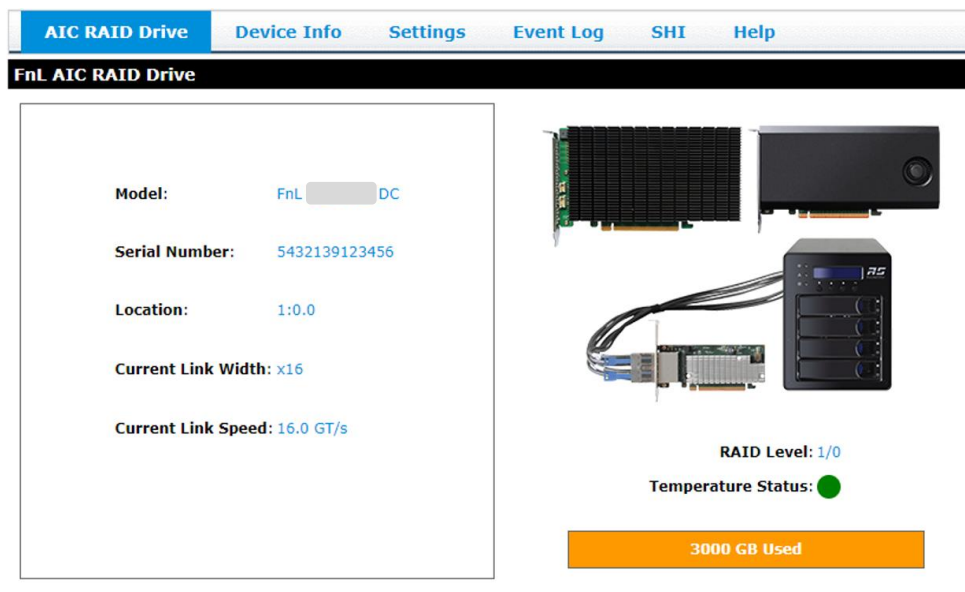 AIC RAID Drive Device Info Settings Event Log SHI Help
FnL AIC RAID Drive
Model: FnL DC
Serial Number: 5432139123456
Location: 1:0.0
Current Link Width: x16
Current Link Speed: 16.0 GT/s
RS
RAID Level: 1/0
Temperature Status:
3000 GB Used